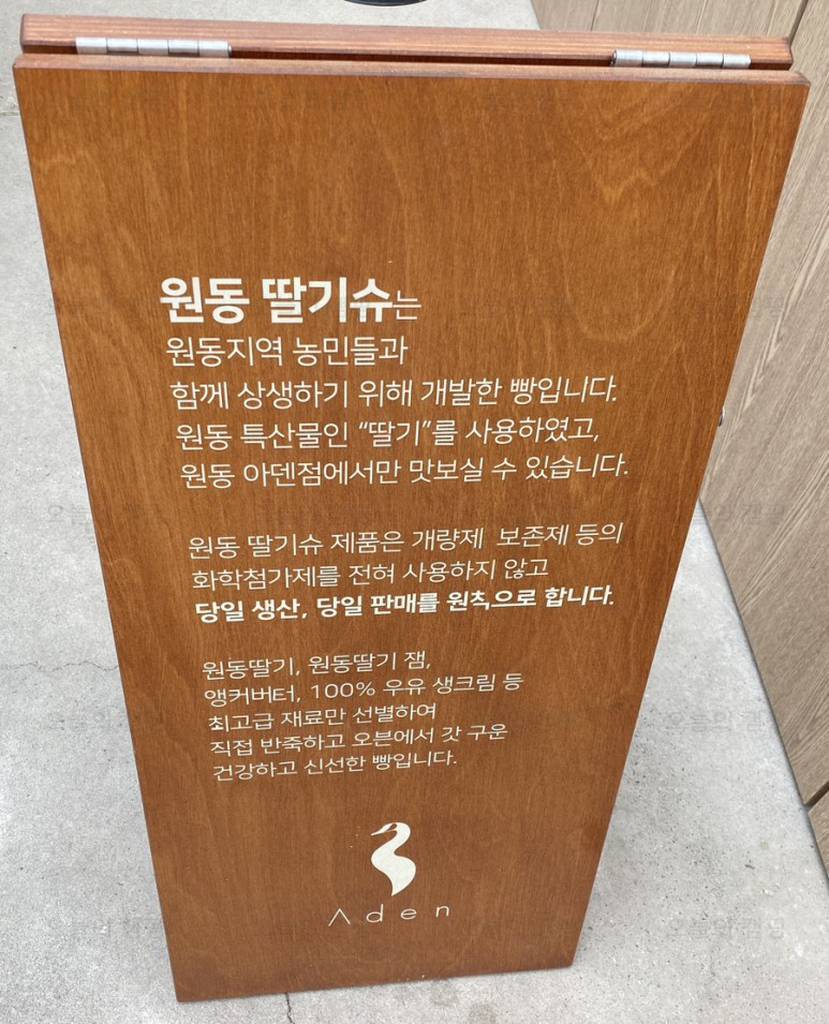 원동 딸기슈는
원동지역 농민들과
함께 상생하기 위해 개발한 빵입니다.
원동 특산물인 “딸기”를 사용하였고,
원동 아덴점에서만 맛보실 수 있습니다.
원동 딸기슈 제품은 개량제 보존제 등의
화학첨가제를 전혀 사용하지 않고
당일 생산, 당일 판매를 원칙으로 합니다.
원동딸기, 원동딸기 잼,
앵커버터, 100% 우유 생크림 등
최고급 재료만 선별하여
직접 반죽하고 오븐에서 갓 구운
건강하고 신선한 빵입니다.
Aden